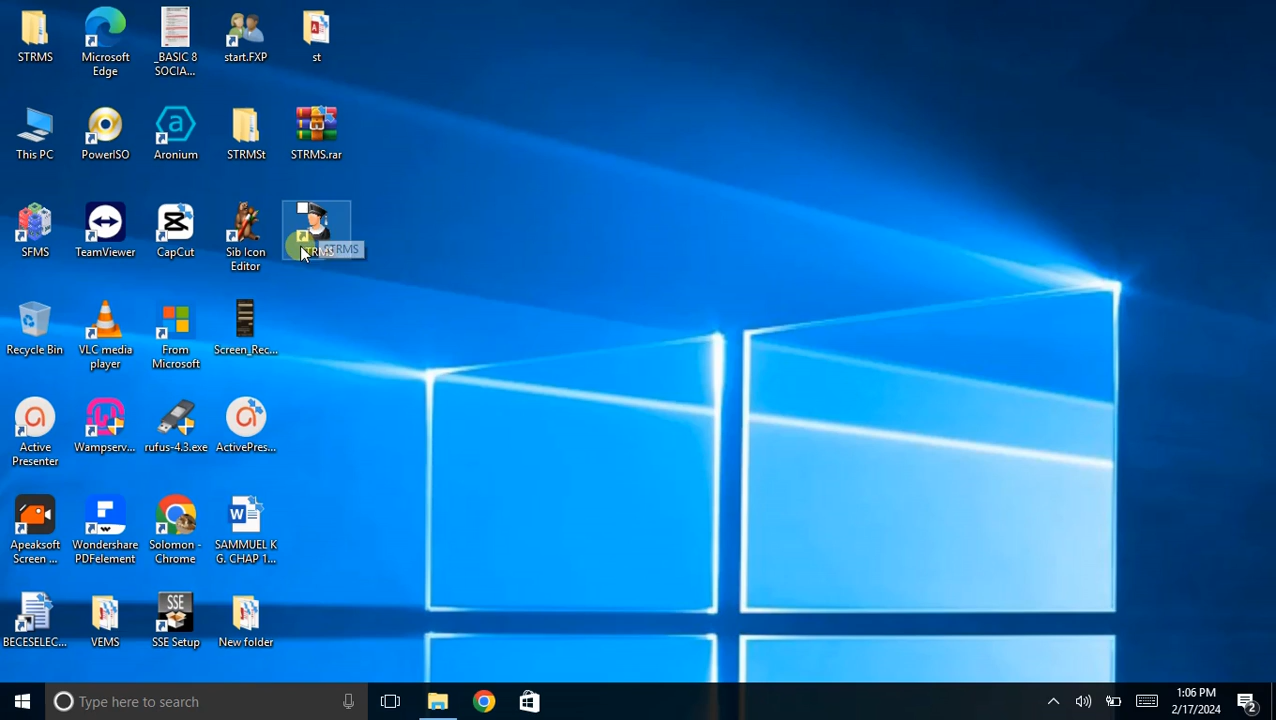 STRMS
Microsoft
Edge
_BASIC 8
SOCIA...
start.FXP
st
This PC
PowerISO
Aronium
STRMSt
STRMS.rar
SFMS
TeamViewer
CapCut
Sib Icon
Editor
STRMS
Recycle Bin
VLC media
player
From
Microsoft
Screen_Rec...
Active
Presenter
Wampserv...
rufus-4.3.exe
ActivePres...
Apeaksoft
Screen ...
Wondershare
PDFelement
Solomon -
Chrome
SAMMUEL K
G. CHAP 1...
BECESELEC...
VEMS
SSE
SSE Setup
New folder
Type here to search
1:06 PM
2/17/2024
2